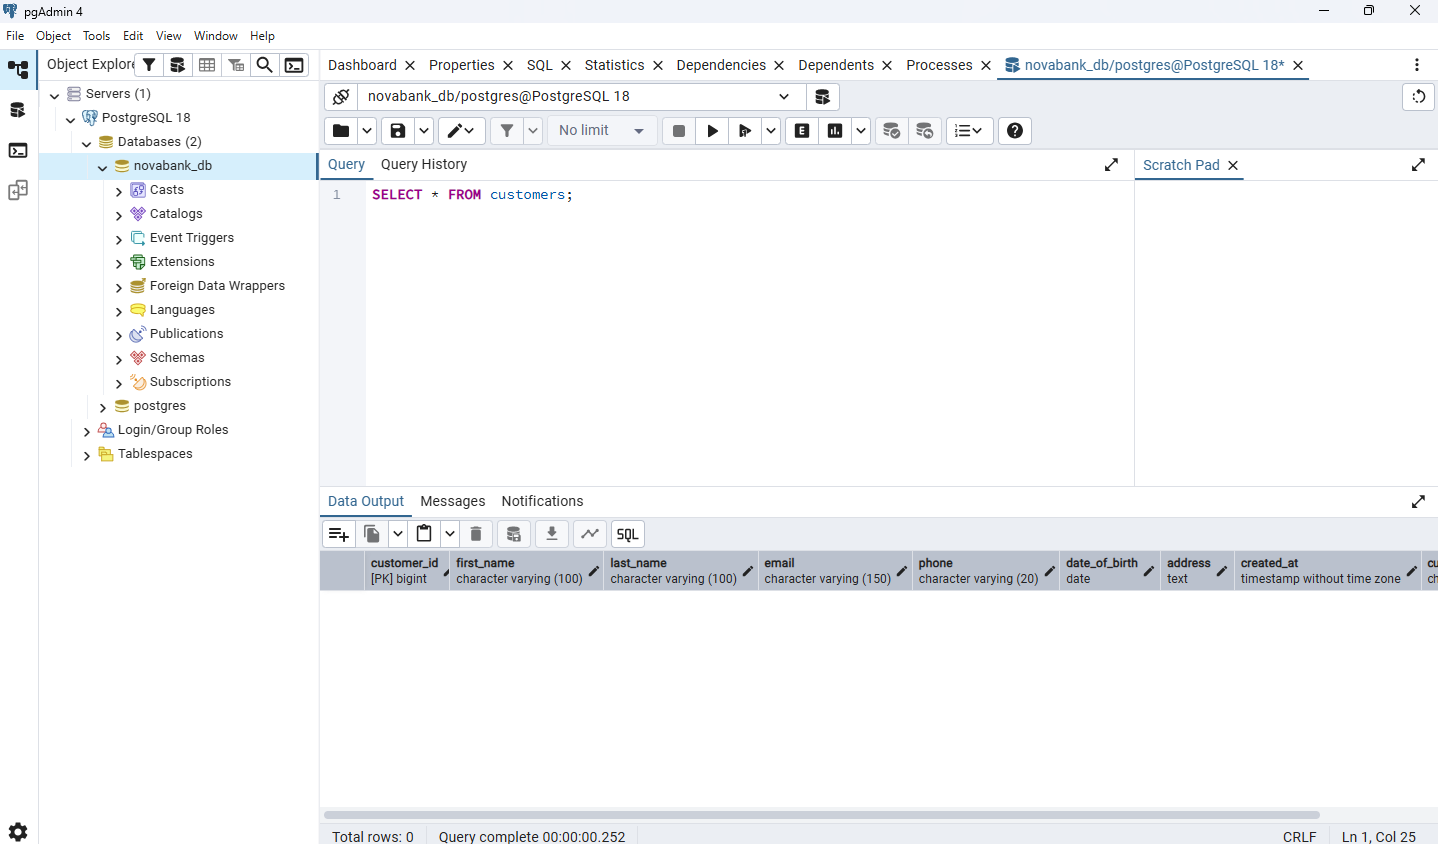 pgAdmin 4
File Object Tools Edit View Window Help
Object Explore
Dashboard Properties SQL Statistics Dependencies Dependents Processes novabank_db/postgres@PostgreSQL 18*
Servers (1)
PostgreSQL 18
Databases (2)
novabank_db
Casts
Catalogs
Event Triggers
Extensions
Foreign Data Wrappers
Languages
Publications
Schemas
Subscriptions
postgres
Login/Group Roles
Tablespaces
novabank_db/postgres@PostgreSQL 18
No limit
E
Query Query History
Scratch Pad
1 SELECT * FROM customers;
Data Output Messages Notifications
SQL
customer_id first_name last_name email phone date_of_birth address created_at cu
[PK] bigint character varying (100) character varying (100) character varying (150) character varying (20) date text timestamp without time zone ch
Total rows: 0 Query complete 00:00:00.252 CRLF Ln 1, Col 25